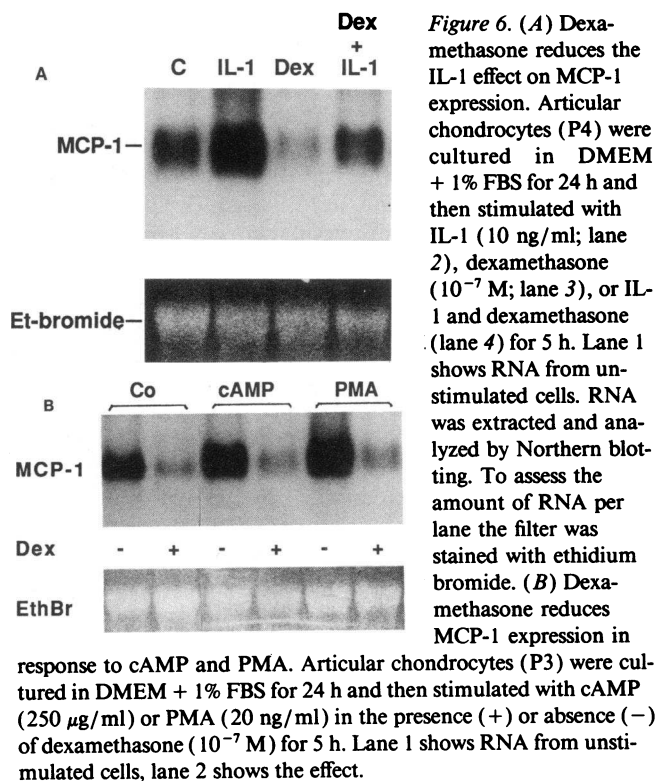 Dex
+
A
C IL-1 Dex IL-1
MCP-1
Et-bromide
B
Co cAMP PMA
MCP-1
Dex - + - + - +
EthBr
Figure 6. (A) Dexa-
methasone reduces the
IL-1 effect on MCP-1
expression. Articular
chondrocytes (P4) were
cultured in DMEM
+ 1% FBS for 24 h and
then stimulated with
IL-1 (10 ng/ml; lane
2), dexamethasone
(10⁻⁷ M; lane 3), or IL-
1 and dexamethasone
(lane 4) for 5 h. Lane 1
shows RNA from un-
stimulated cells. RNA
was extracted and ana-
lyzed by Northern blot-
ting. To assess the
amount of RNA per
lane the filter was
stained with ethidium
bromide. (B) Dexa-
methasone reduces
MCP-1 expression in
response to cAMP and PMA. Articular chondrocytes (P3) were cul-
tured in DMEM + 1% FBS for 24 h and then stimulated with cAMP
(250 μg/ml) or PMA (20 ng/ml) in the presence (+) or absence (−)
of dexamethasone (10⁻⁷ M) for 5 h. Lane 1 shows RNA from unsti-
mulated cells, lane 2 shows the effect.